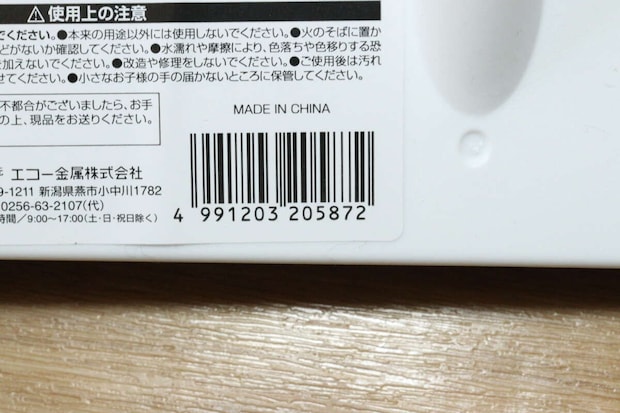 ⚠使用上の注意
でください。●本来の用途以外には使用しないでください。●火のそばに置か
どがないか確認してください。●水濡れや摩擦により、色落ちや色移りする恐
を加えないでください。●改造や修理をしないでください。●ご使用後は汚れ
させてください。●小さなお子様の手の届かないところに保管してください。
不都合がございましたら、お手
の上、現品をお送りください。
MADE IN CHINA
エコー金属株式会社
9-1211 新潟県燕市小中川1782
0256-63-2107(代)
時間/9:00~17:00(土・日・祝日除く)
4 991203 205872